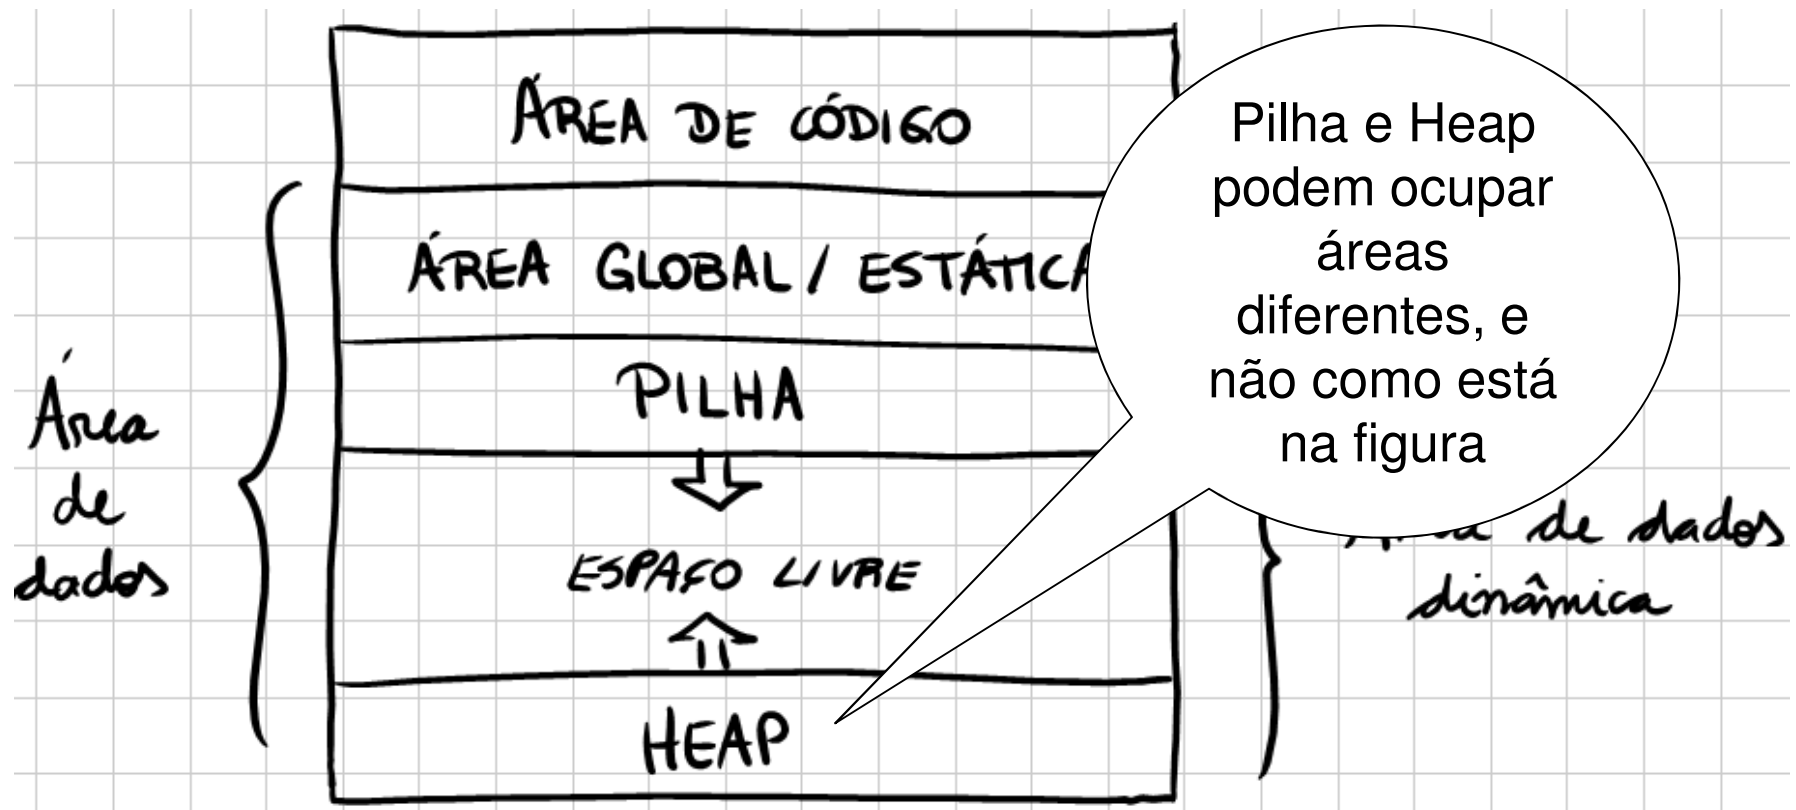 ÁREA DE CÓDIGO
ÁREA GLOBAL / ESTÁTICA
PILHA
ESPAÇO LIVRE
HEAP
Área
de
dados
Pilha e Heap
podem ocupar
áreas
diferentes, e
não como está
na figura
de dados
dinâmica